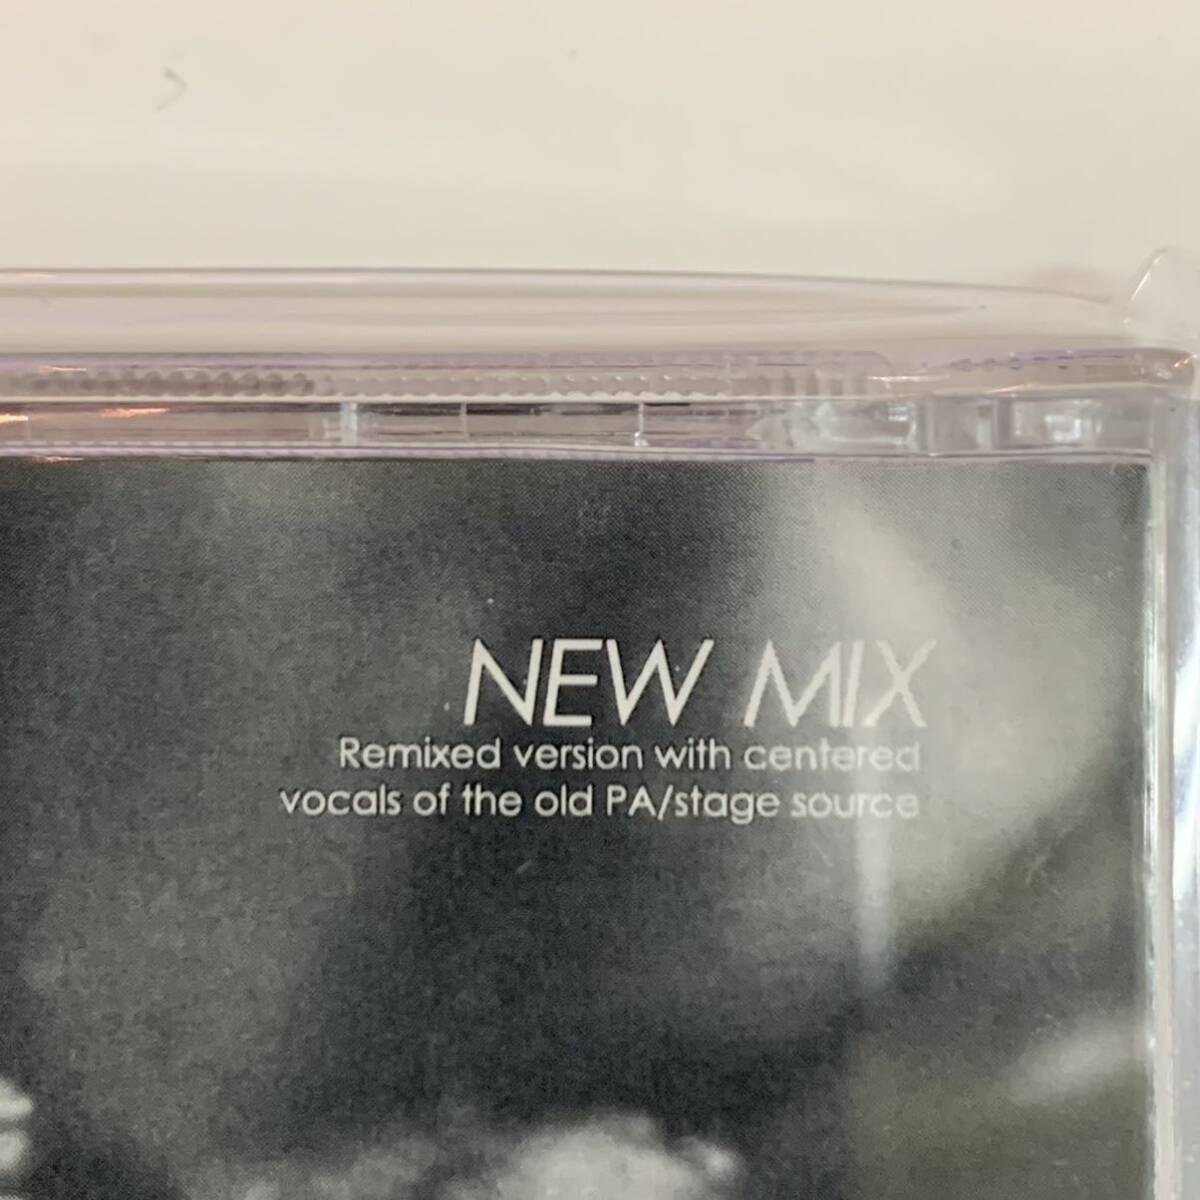 NEW MIX
Remixed version with centered
vocals of the old PA/stage source